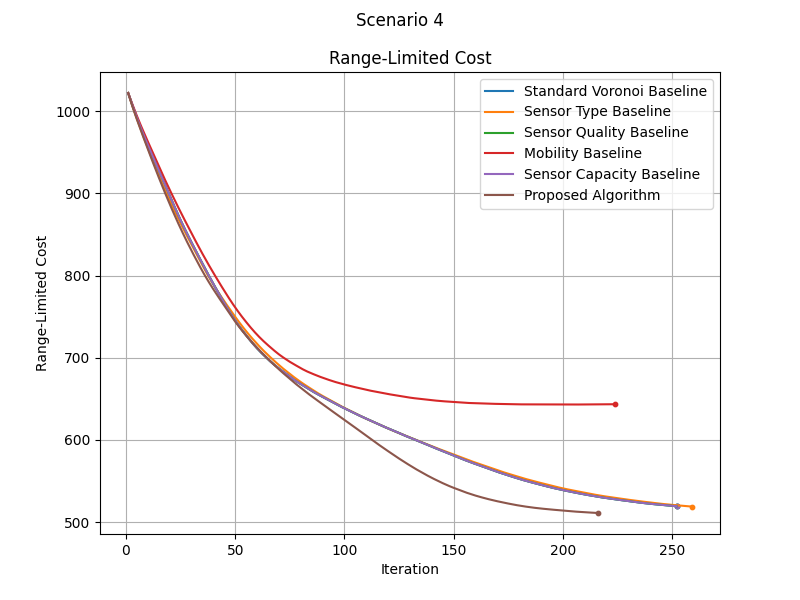 Scenario 4
Range-Limited Cost
Standard Voronoi Baseline
Sensor Type Baseline
Sensor Quality Baseline
Mobility Baseline
Sensor Capacity Baseline
Proposed Algorithm
Range-Limited Cost
1000
900
800
700
600
500
0 50 100 150 200 250
Iteration